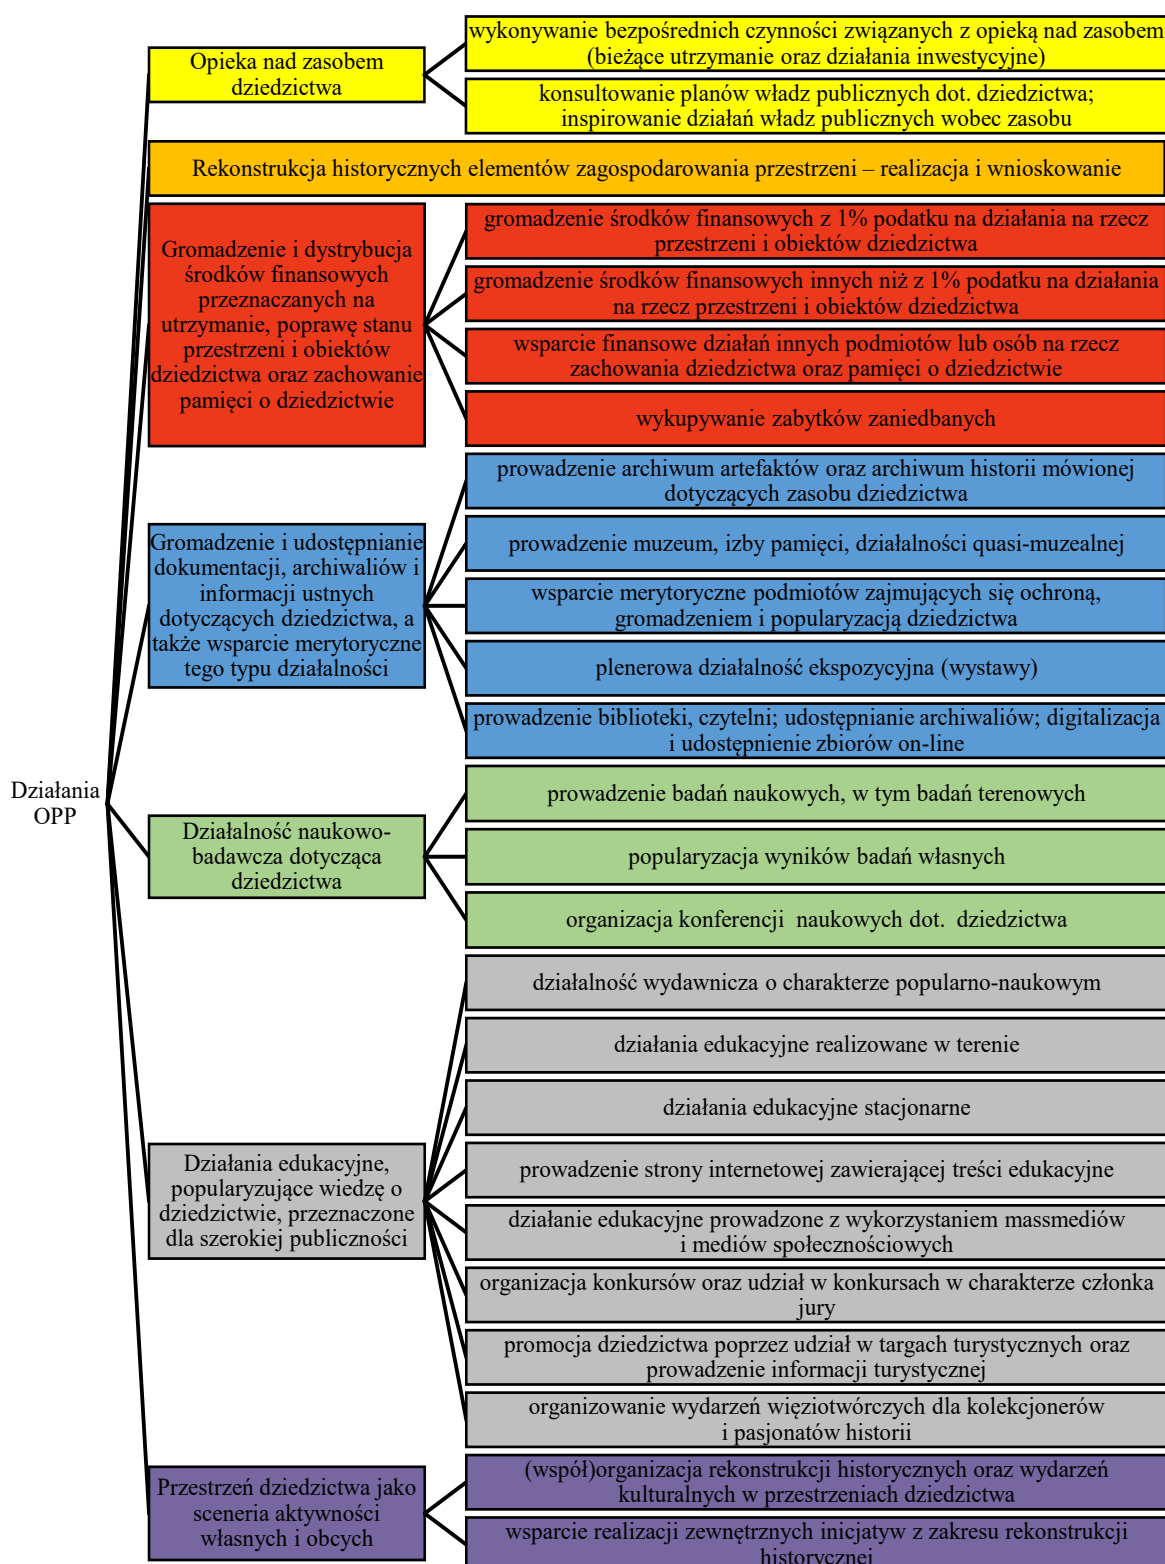 Działania
OPP
Opieka nad zasobem
dziedzictwa
wykonywanie bezpośrednich czynności związanych z opieką nad zasobem
(bieżące utrzymanie oraz działania inwestycyjne)
konsultowanie planów władz publicznych dot. dziedzictwa;
inspirowanie działań władz publicznych wobec zasobu
Rekonstrukcja historycznych elementów zagospodarowania przestrzeni – realizacja i wnioskowanie
Gromadzenie i dystrybucja
środków finansowych
przeznaczanych na
utrzymanie, poprawę stanu
przestrzeni i obiektów
dziedzictwa oraz zachowanie
pamięci o dziedzictwie
gromadzenie środków finansowych z 1% podatku na działania na rzecz
przestrzeni i obiektów dziedzictwa
gromadzenie środków finansowych innych niż z 1% podatku na działania
na rzecz przestrzeni i obiektów dziedzictwa
wsparcie finansowe działań innych podmiotów lub osób na rzecz
zachowania dziedzictwa oraz pamięci o dziedzictwie
wykupywanie zabytków zaniedbanych
Gromadzenie i udostępnianie
dokumentacji, archiwaliów i
informacji ustnych
dotyczących dziedzictwa, a
także wsparcie merytoryczne
tego typu działalności
prowadzenie archiwum artefaktów oraz archiwum historii mówionej
dotyczących zasobu dziedzictwa
prowadzenie muzeum, izby pamięci, działalności quasi-muzealnej
wsparcie merytoryczne podmiotów zajmujących się ochroną,
gromadzeniem i popularyzacją dziedzictwa
plenerowa działalność ekspozycyjna (wystawy)
prowadzenie biblioteki, czytelni; udostępnianie archiwaliów; digitalizacja
i udostępnienie zbiorów on-line
Działalność naukowo-
badawcza dotycząca
dziedzictwa
prowadzenie badań naukowych, w tym badań terenowych
popularyzacja wyników badań własnych
organizacja konferencji naukowych dot. dziedzictwa
Działania edukacyjne,
popularyzujące wiedzę o
dziedzictwie, przeznaczone
dla szerokiej publiczności
działalność wydawnicza o charakterze popularno-naukowym
działania edukacyjne realizowane w terenie
działania edukacyjne stacjonarne
prowadzenie strony internetowej zawierającej treści edukacyjne
działanie edukacyjne prowadzone z wykorzystaniem massmediów
i mediów społecznościowych
organizacja konkursów oraz udział w konkursach w charakterze członka
jury
promocja dziedzictwa poprzez udział w targach turystycznych oraz
prowadzenie informacji turystycznej
organizowanie wydarzeń więziotwórczych dla kolekcjonerów
i pasjonatów historii
Przestrzeń dziedzictwa jako
sceneria aktywności
własnych i obcych
(współ)organizacja rekonstrukcji historycznych oraz wydarzeń
kulturalnych w przestrzeniach dziedzictwa
wsparcie realizacji zewnętrznych inicjatyw z zakresu rekonstrukcji
historycznej